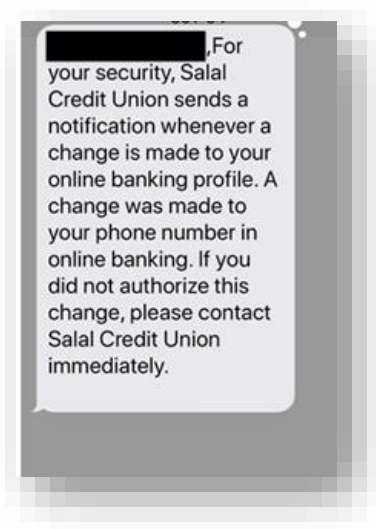 ,For
your security, Salal
Credit Union sends a
notification whenever a
change is made to your
online banking profile. A
change was made to
your phone number in
online banking. If you
did not authorize this
change, please contact
Salal Credit Union
immediately.